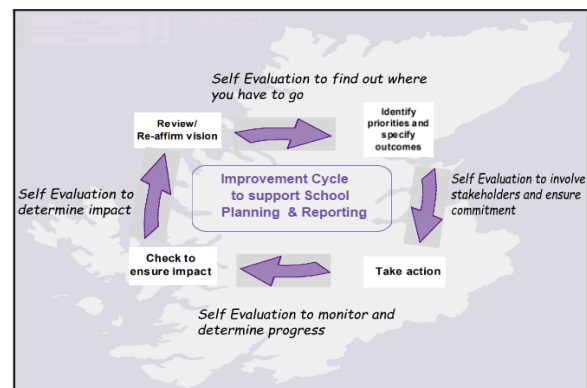 Self Evaluation to find out where
you have to go
Review/
Re-affirm vision
Identify
priorities and
specify
outcomes
Self Evaluation to
determine impact
Improvement Cycle
to support School
Planning & Reporting
Self Evaluation to involve
stakeholders and ensure
commitment
Check to
ensure impact
Take action
Self Evaluation to monitor and
determine progress